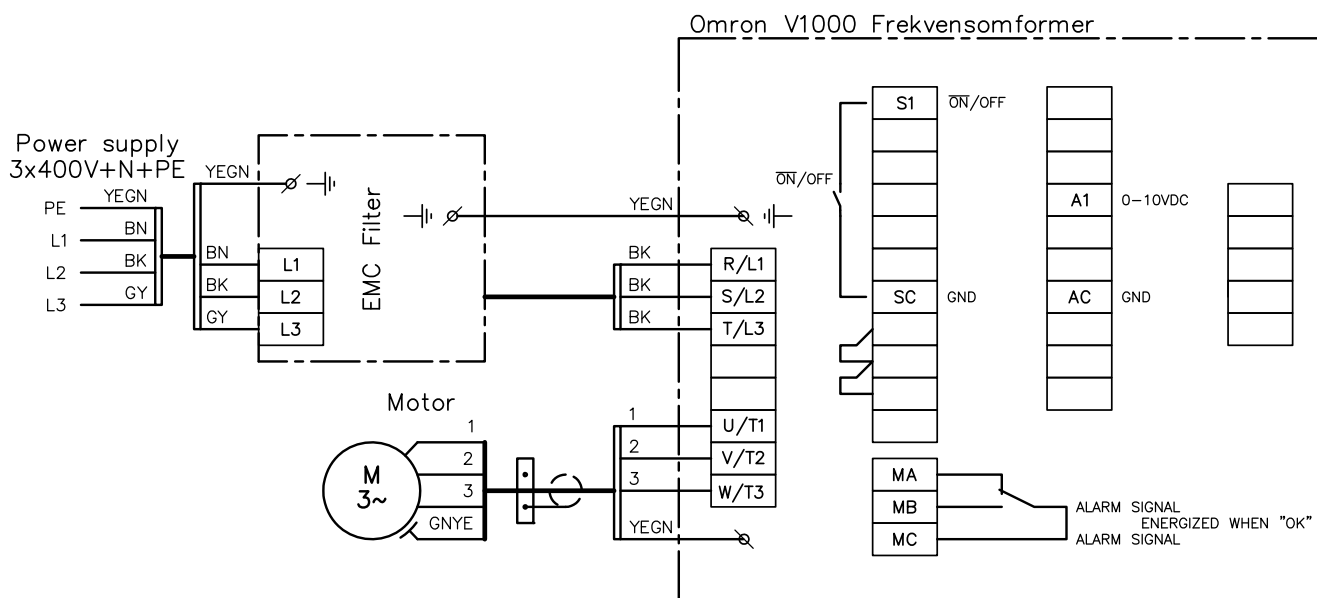 Omron V1000 Frekvensomformer
Power supply
3x400V+N+PE
PE YEGN
L1 BN
L2 BK
L3 GY
YEGN
BN L1
BK L2
GY L3
EMC Filter
YEGN
BK R/L1
BK S/L2
BK T/L3
Motor
M
3~
1
2
3
GNYE
1 U/T1
2 V/T2
3 W/T3
YEGN
ON/OFF
S1 ON/OFF
SC GND
A1 0-10VDC
AC GND
MA
MB ALARM SIGNAL
ENERGIZED WHEN "OK"
MC ALARM SIGNAL